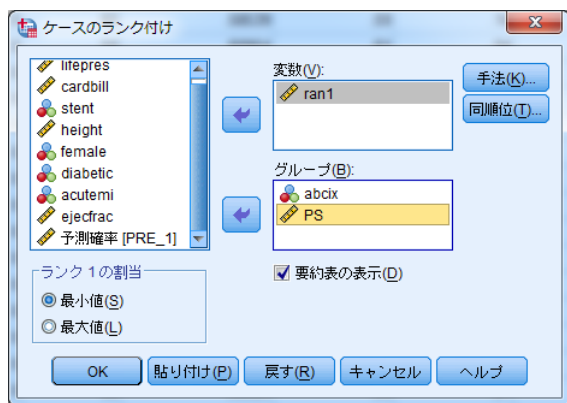 ケースのランク付け
lifepres
cardbill
stent
height
female
diabetic
acutemi
ejecfrac
予測確率 [PRE_1]
変数(V):
ran1
グループ(B):
abcix
PS
手法(K)...
同順位(T)...
ランク 1 の割当
最小値(S)
最大値(L)
要約表の表示(D)
OK
貼り付け(P)
戻す(R)
キャンセル
ヘルプ